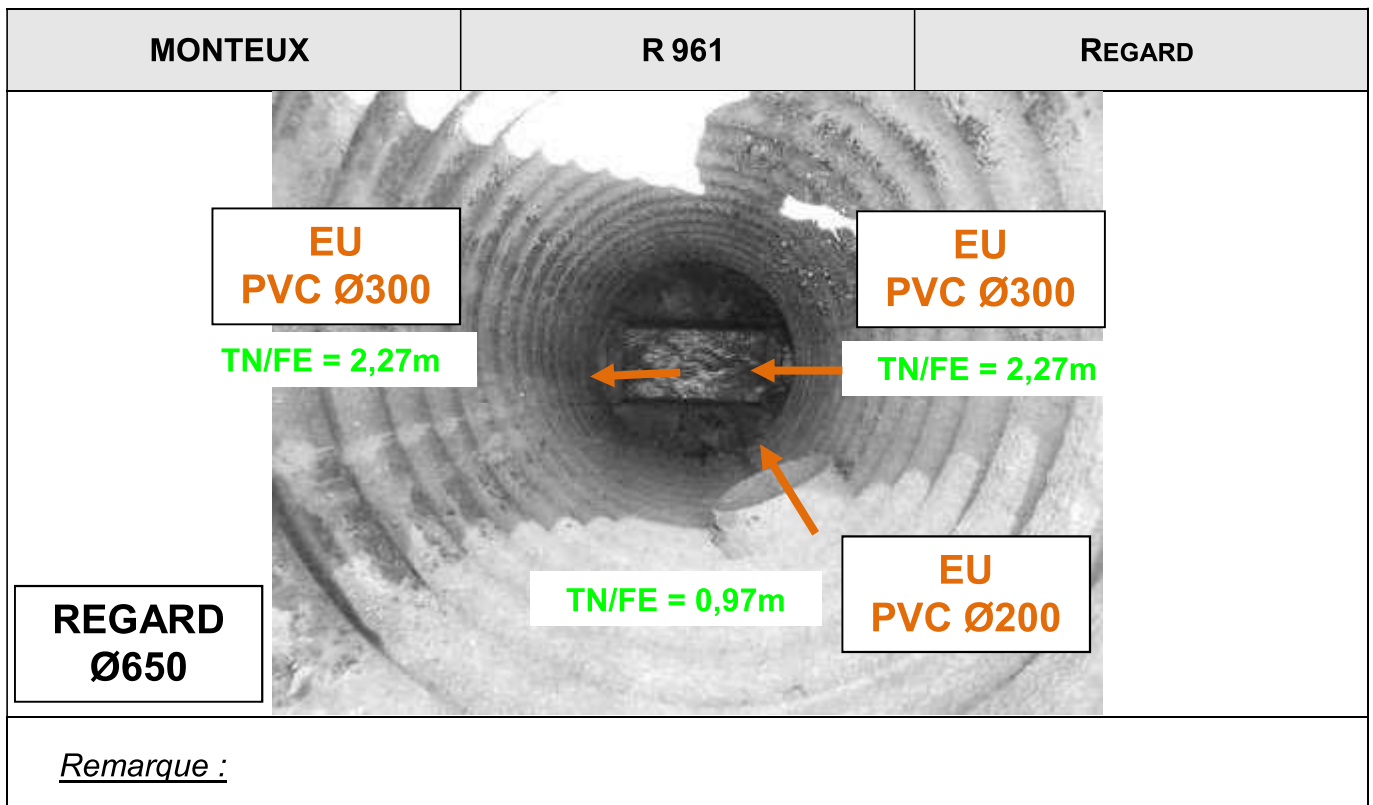 MONTEUX
R 961
REGARD
EU
PVC Ø300
TN/FE = 2,27m
EU
PVC Ø300
TN/FE = 2,27m
TN/FE = 0,97m
EU
PVC Ø200
REGARD
Ø650
Remarque :